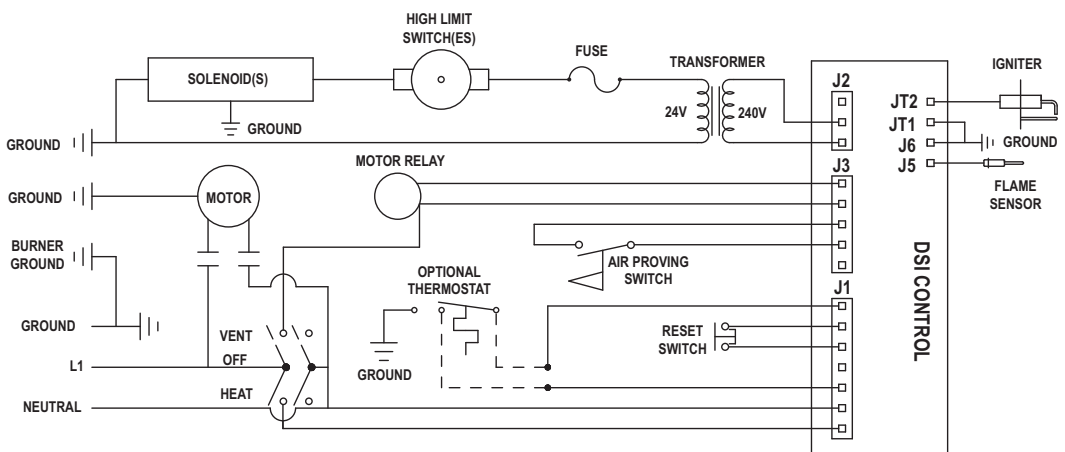 HIGH LIMIT
SWITCH(ES)
FUSE
TRANSFORMER
SOLENOID(S)
24V
240V
GROUND
GROUND
J2
JT2
JT1
J6
J5
IGNITER
GROUND
FLAME
SENSOR
MOTOR RELAY
J3
GROUND
MOTOR
BURNER
GROUND
AIR PROVING
SWITCH
DSI CONTROL
OPTIONAL
THERMOSTAT
J1
GROUND
VENT
RESET
SWITCH
L1
OFF
GROUND
HEAT
NEUTRAL